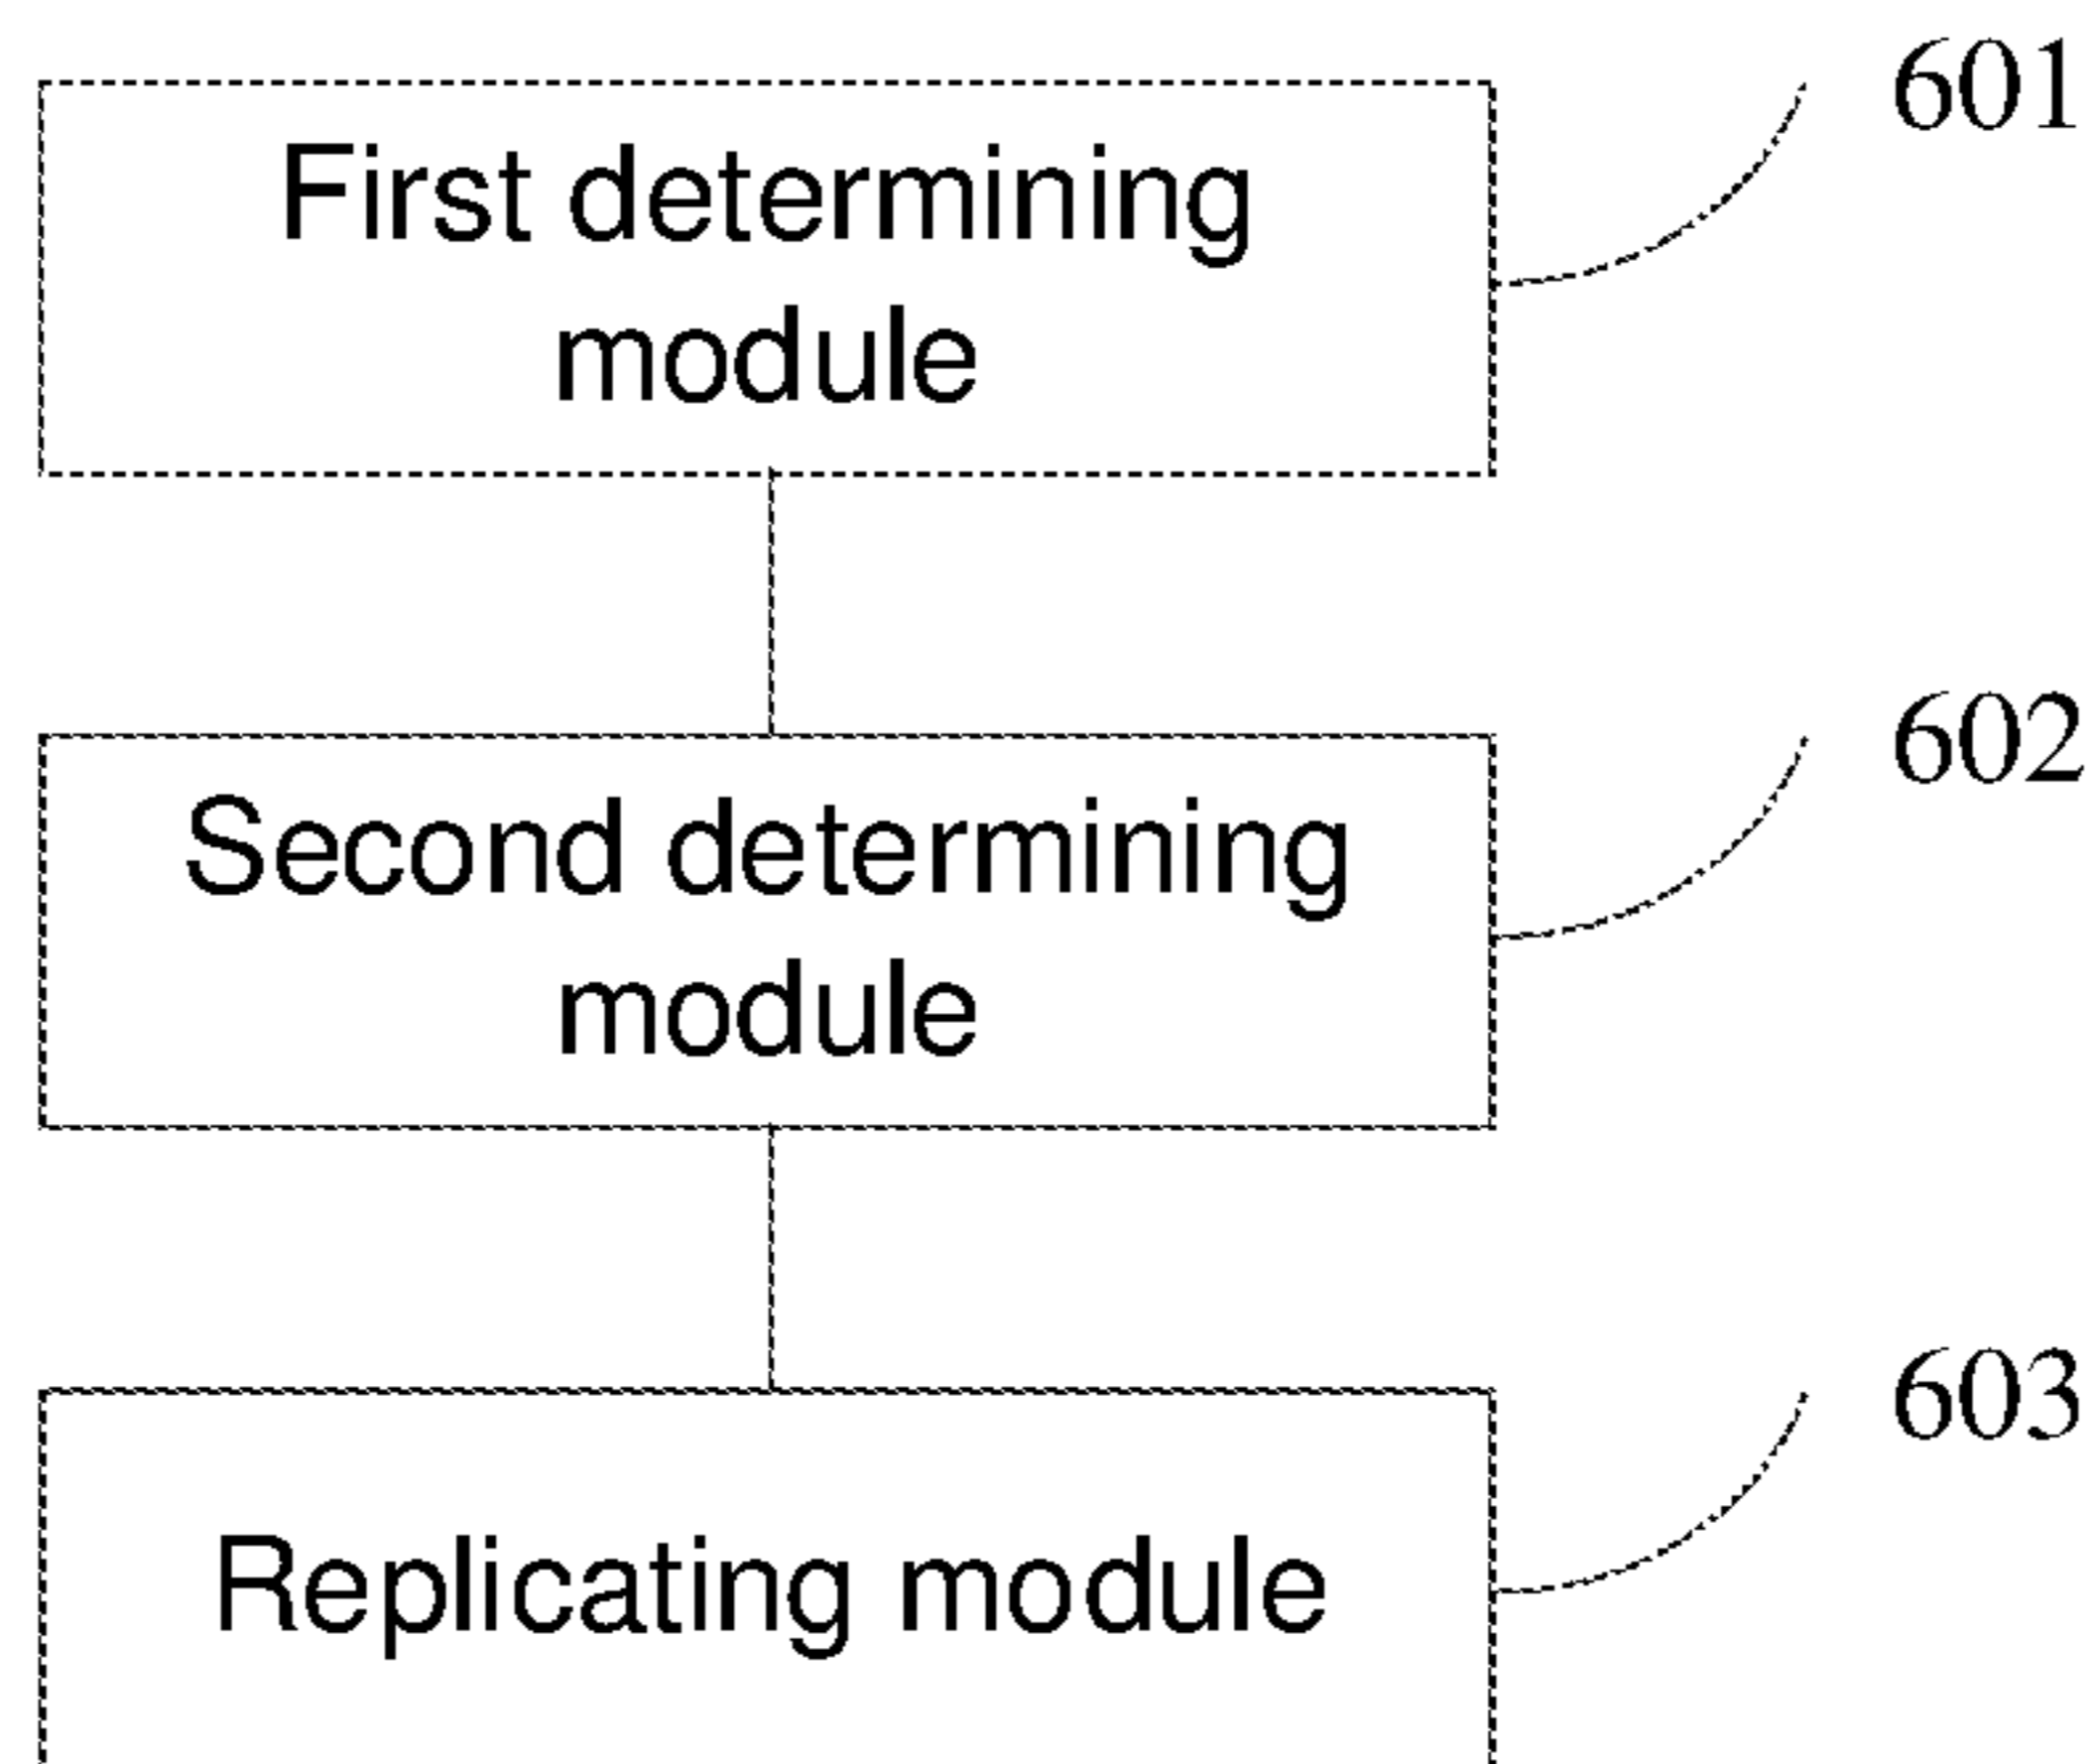 601
First determining
module
602
Second determining
module
603
Replicating module